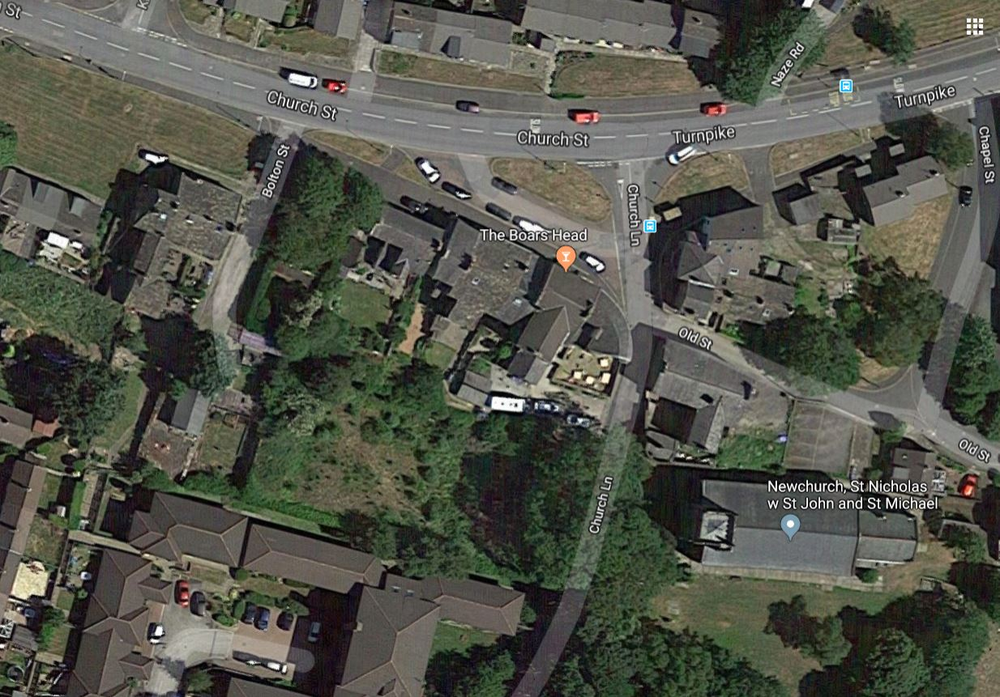 St
Church St
Church St
Turnpike
Turnpike
Naze Rd
Chapel St
Bolton St
Church Ln
The Boars Head
Old St
Old St
Newchurch, St Nicholas
w St John and St Michael
Church Ln